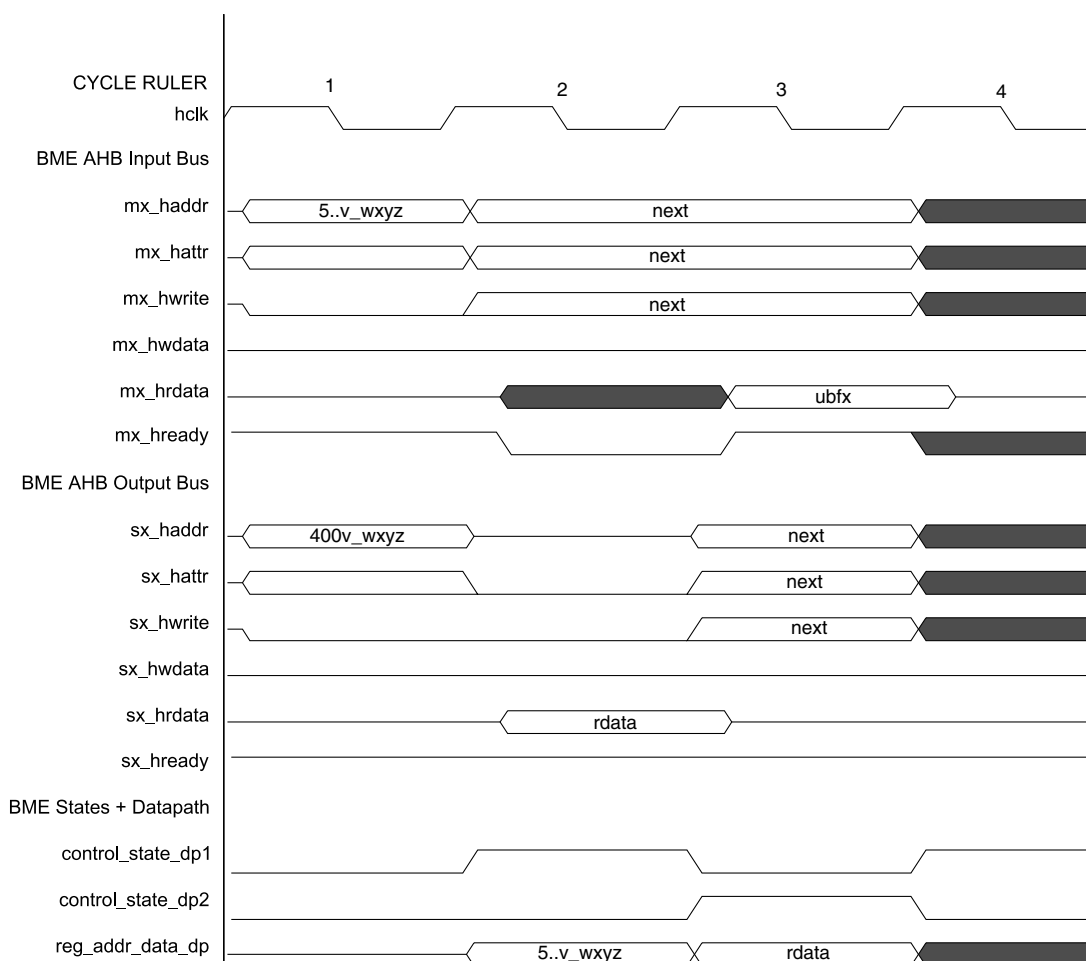 CYCLE RULER 1 2 3 4
hclk
BME AHB Input Bus
mx_haddr 5..v_wxyz next
mx_hattr next
mx_hwrite next
mx_hwdata
mx_hrdata ubfx
mx_hready
BME AHB Output Bus
sx_haddr 400v_wxyz next
sx_hattr next
sx_hwrite next
sx_hwdata
sx_hrdata rdata
sx_hready
BME States + Datapath
control_state_dp1
control_state_dp2
reg_addr_data_dp 5..v_wxyz rdata